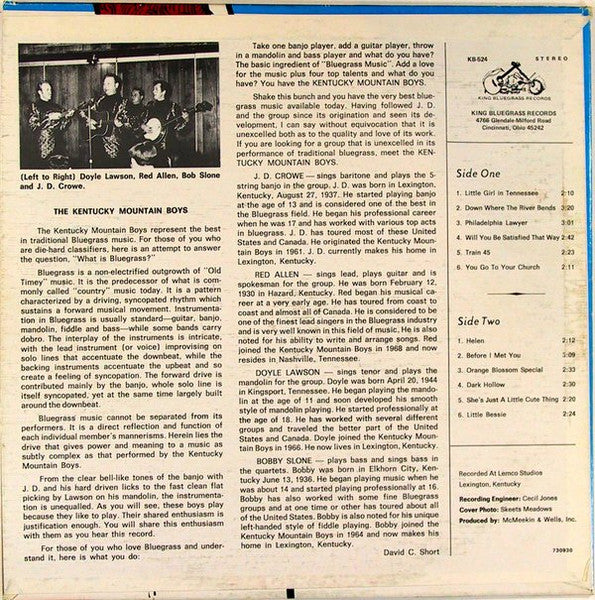 (Left to Right) Doyle Lawson, Red Allen, Bob Slone
and J. D. Crowe.
THE KENTUCKY MOUNTAIN BOYS
The Kentucky Mountain Boys represent the best
in traditional Bluegrass music. For those of you who
are die-hard classifiers, here is an attempt to answer
the question, "What is Bluegrass?"
Bluegrass is a non-electrified outgrowth of "Old
Timey" music. It is the predecessor of what is com-
monly called "country" music today. It is a pattern
characterized by a driving, syncopated rhythm which
sustains a forward musical movement. Instrumenta-
tion in Bluegrass is usually standard—guitar, banjo,
mandolin, fiddle and bass—while some bands carry
dobro. The interplay of the instruments is intricate,
with the lead instrument (or voice) improvising on
solo lines that accentuate the downbeat, while the
backing instruments accentuate the upbeat and so
create a feeling of syncopation. The forward drive is
contributed mainly by the banjo, whole solo line is
itself syncopated, yet at the same time largely built
around the downbeat.
Bluegrass music cannot be separated from its
performers. It is a direct reflection and function of
each individual member's mannerisms. Herein lies the
drive that gives power and meaning to a music as
subtly complex as that performed by the Kentucky
Mountain Boys.
From the clear bell-like tones of the banjo with
J. D. and his hard driven licks to the fast clean flat
picking by Lawson on his mandolin, the instrumenta-
tion is unequalled. As you will see, these boys play
because they like to play. Their shared enthusiasm is
justification enough. You will share this enthusiasm
with them as you hear this record.
For those of you who love Bluegrass and under-
stand it, here is what you do:
Take one banjo player, add a guitar player, throw
in a mandolin and bass player and what do you have?
The basic ingredient of "Bluegrass Music". Add a love
for the music plus four top talents and what do you
have? You have the KENTUCKY MOUNTAIN BOYS.
Shake this bunch and you have the very best blue-
grass music available today. Having followed J. D.
and the group since its origination and seen its de-
velopment, I can say without equivocation that it is
unexcelled both as to the quality and love of its work.
If you are looking for a group that is unexcelled in its
performance of traditional bluegrass, meet the KEN-
TUCKY MOUNTAIN BOYS.
J. D. CROWE – sings baritone and plays the 5-
string banjo in the group. J. D. was born in Lexington,
Kentucky, August 27, 1937. He started playing banjo
at the age of 13 and is considered one of the best in
the Bluegrass field. He began his professional career
when he was 17 and has worked with various top acts
in bluegrass. J. D. has toured most of these United
States and Canada. He originated the Kentucky Moun-
tain Boys in 1961. J. D. currently makes his home in
Lexington, Kentucky.
RED ALLEN – sings lead, plays guitar and is
spokesman for the group. He was born February 12,
1930 in Hazard, Kentucky. Red began his musical car-
eer at a very early age. He has toured from coast to
coast and almost all of Canada. He is considered to be
one of the finest lead singers in the Bluegrass industry
and is very well known in this field of music. He is also
noted for his ability to write and arrange songs. Red
joined the Kentucky Mountain Boys in 1968 and now
resides in Nashville, Tennessee.
DOYLE LAWSON – sings tenor and plays the
mandolin for the group. Doyle was born April 20, 1944
in Kingsport, Tennessee. He began playing the mando-
lin at the age of 11 and soon developed his smooth
style of mandolin playing. He started professionally at
the age of 18. He has worked with several different
groups and travelled the better part of the United
States and Canada. Doyle joined the Kentucky Moun-
tain Boys in 1966. He now lives in Lexington, Kentucky.
BOBBY SLONE – plays bass and sings bass in
the quartets. Bobby was born in Elkhorn City, Ken-
tucky June 13, 1936. He began playing music when he
was about 14 and started playing professionally at 16.
Bobby has also worked with some fine Bluegrass
groups and at one time or other has toured about all
of the United States. Bobby is also noted for his unique
left-handed style of fiddle playing. Bobby joined the
Kentucky Mountain Boys in 1964 and now makes his
home in Lexington, Kentucky.
David C. Short
KB-524 STEREO
KING BLUEGRASS RECORDS
KING BLUEGRASS RECORDS
4766 Glendale-Milford Road
Cincinnati, Ohio 45242
Side One
1. Little Girl in Tennessee 2:10
2. Down Where The River Bends 3:20
3. Philadelphia Lawyer 3:01
4. Will You Be Satisfied That Way 2:42
5. Train 45 2:23
6. You Go To Your Church 2:11
Side Two
1. Helen 2:12
2. Before I Met You 5:09
3. Orange Blossom Special 2:33
4. Dark Hollow 2:30
5. She's Just A Little Cute Thing 2:20
6. Little Bessie 2:24
Recorded At Lemco Studios
Lexington, Kentucky
Recording Engineer: Cecil Jones
Cover Photo: Skeets Meadows
Produced by: McMeekin & Wells, Inc.
730930